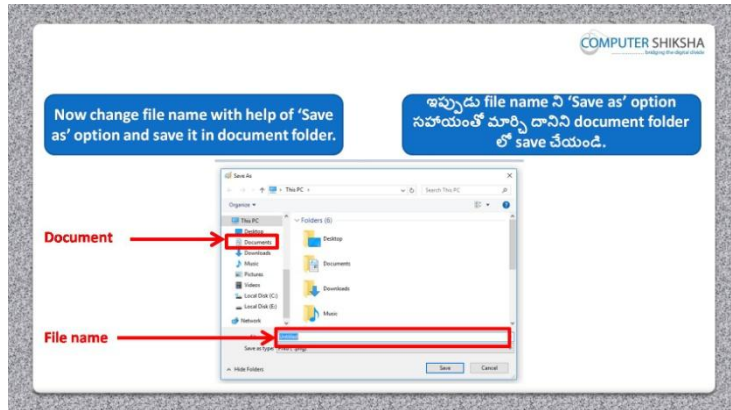 COMPUTER SHIKSHA
Bridging the digital divide
Now change file name with help of 'Save
as' option and save it in document folder.
ఇప్పుడు file name ని 'Save as' option
సహాయంతో మార్చి దానిని document folder
లో save చేయండి.
Save As
This PC
Search This PC
Organize
This PC
Folders (6)
Desktop
Desktop
Document
Documents
Downloads
Documents
Music
Pictures
Videos
Downloads
Local Disk (C:)
Local Disk (E:)
Music
Network
File name
Save as type:
Hide Folders
Save
Cancel